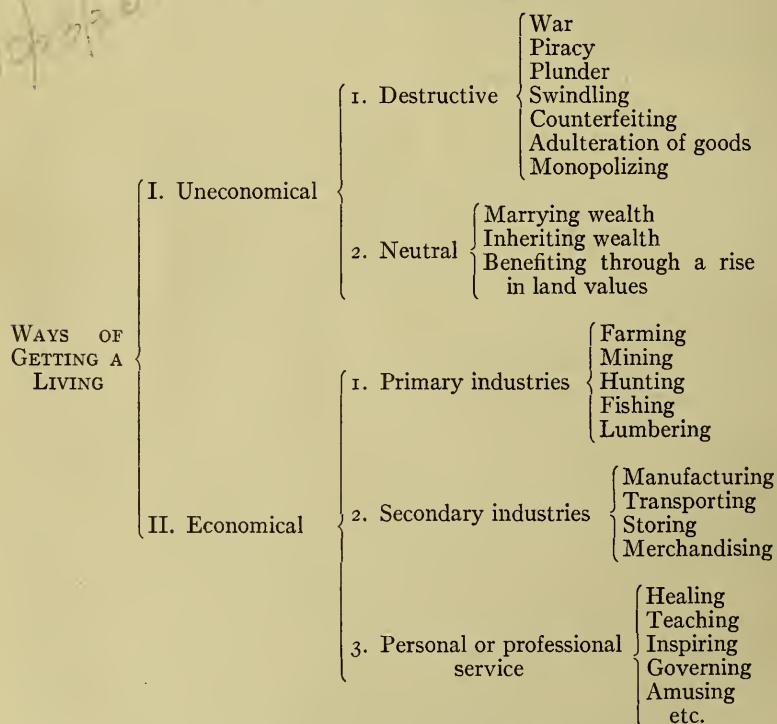 War
Piracy
1. Destructive
Plunder
Swindling
Counterfeiting
Adulteration of goods
Monopolizing
I. Uneconomical
2. Neutral
Marrying wealth
Inheriting wealth
Benefiting through a rise
in land values
WAYS OF
GETTING A
LIVING
1. Primary industries
Farming
Mining
Hunting
Fishing
Lumbering
II. Economical
2. Secondary industries
Manufacturing
Transporting
Storing
Merchandising
3. Personal or professional
service
Healing
Teaching
Inspiring
Governing
Amusing
etc.